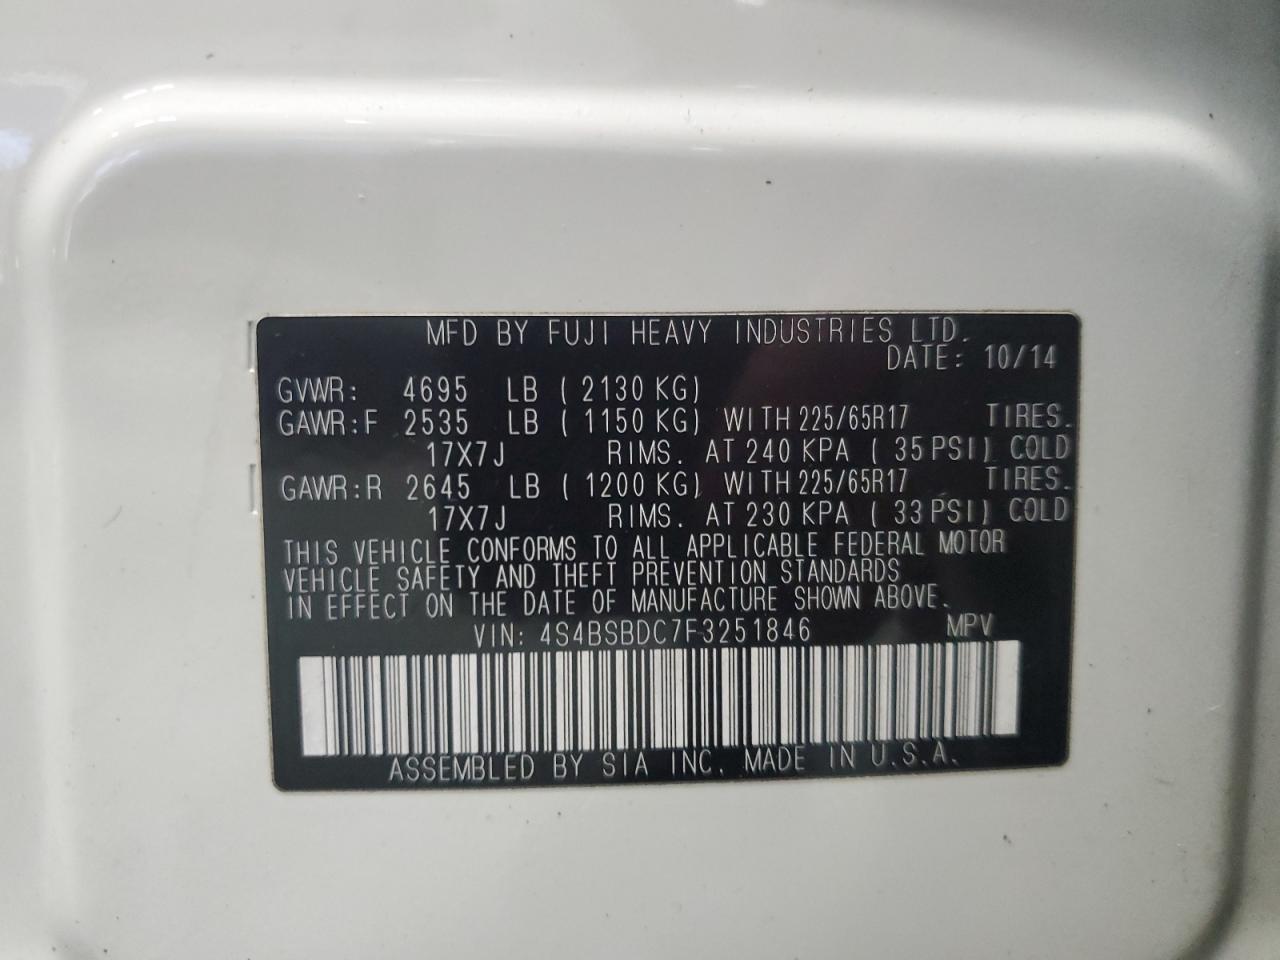 MFD BY FUJI HEAVY INDUSTRIES LTD.
DATE: 10/14
GVWR: 4695 LB ( 2130 KG)
GAWR:F 2535 LB ( 1150 KG) WITH 225/65R17 TIRES.
17X7J RIMS. AT 240 KPA ( 35 PSI) COLD
GAWR:R 2645 LB ( 1200 KG) WITH 225/65R17 TIRES.
17X7J RIMS. AT 230 KPA ( 33 PSI) COLD
THIS VEHICLE CONFORMS TO ALL APPLICABLE FEDERAL MOTOR
VEHICLE SAFETY AND THEFT PREVENTION STANDARDS
IN EFFECT ON THE DATE OF MANUFACTURE SHOWN ABOVE.
VIN: 4S4BSBDC7F3251846 MPV
ASSEMBLED BY SIA INC. MADE IN U.S.A.